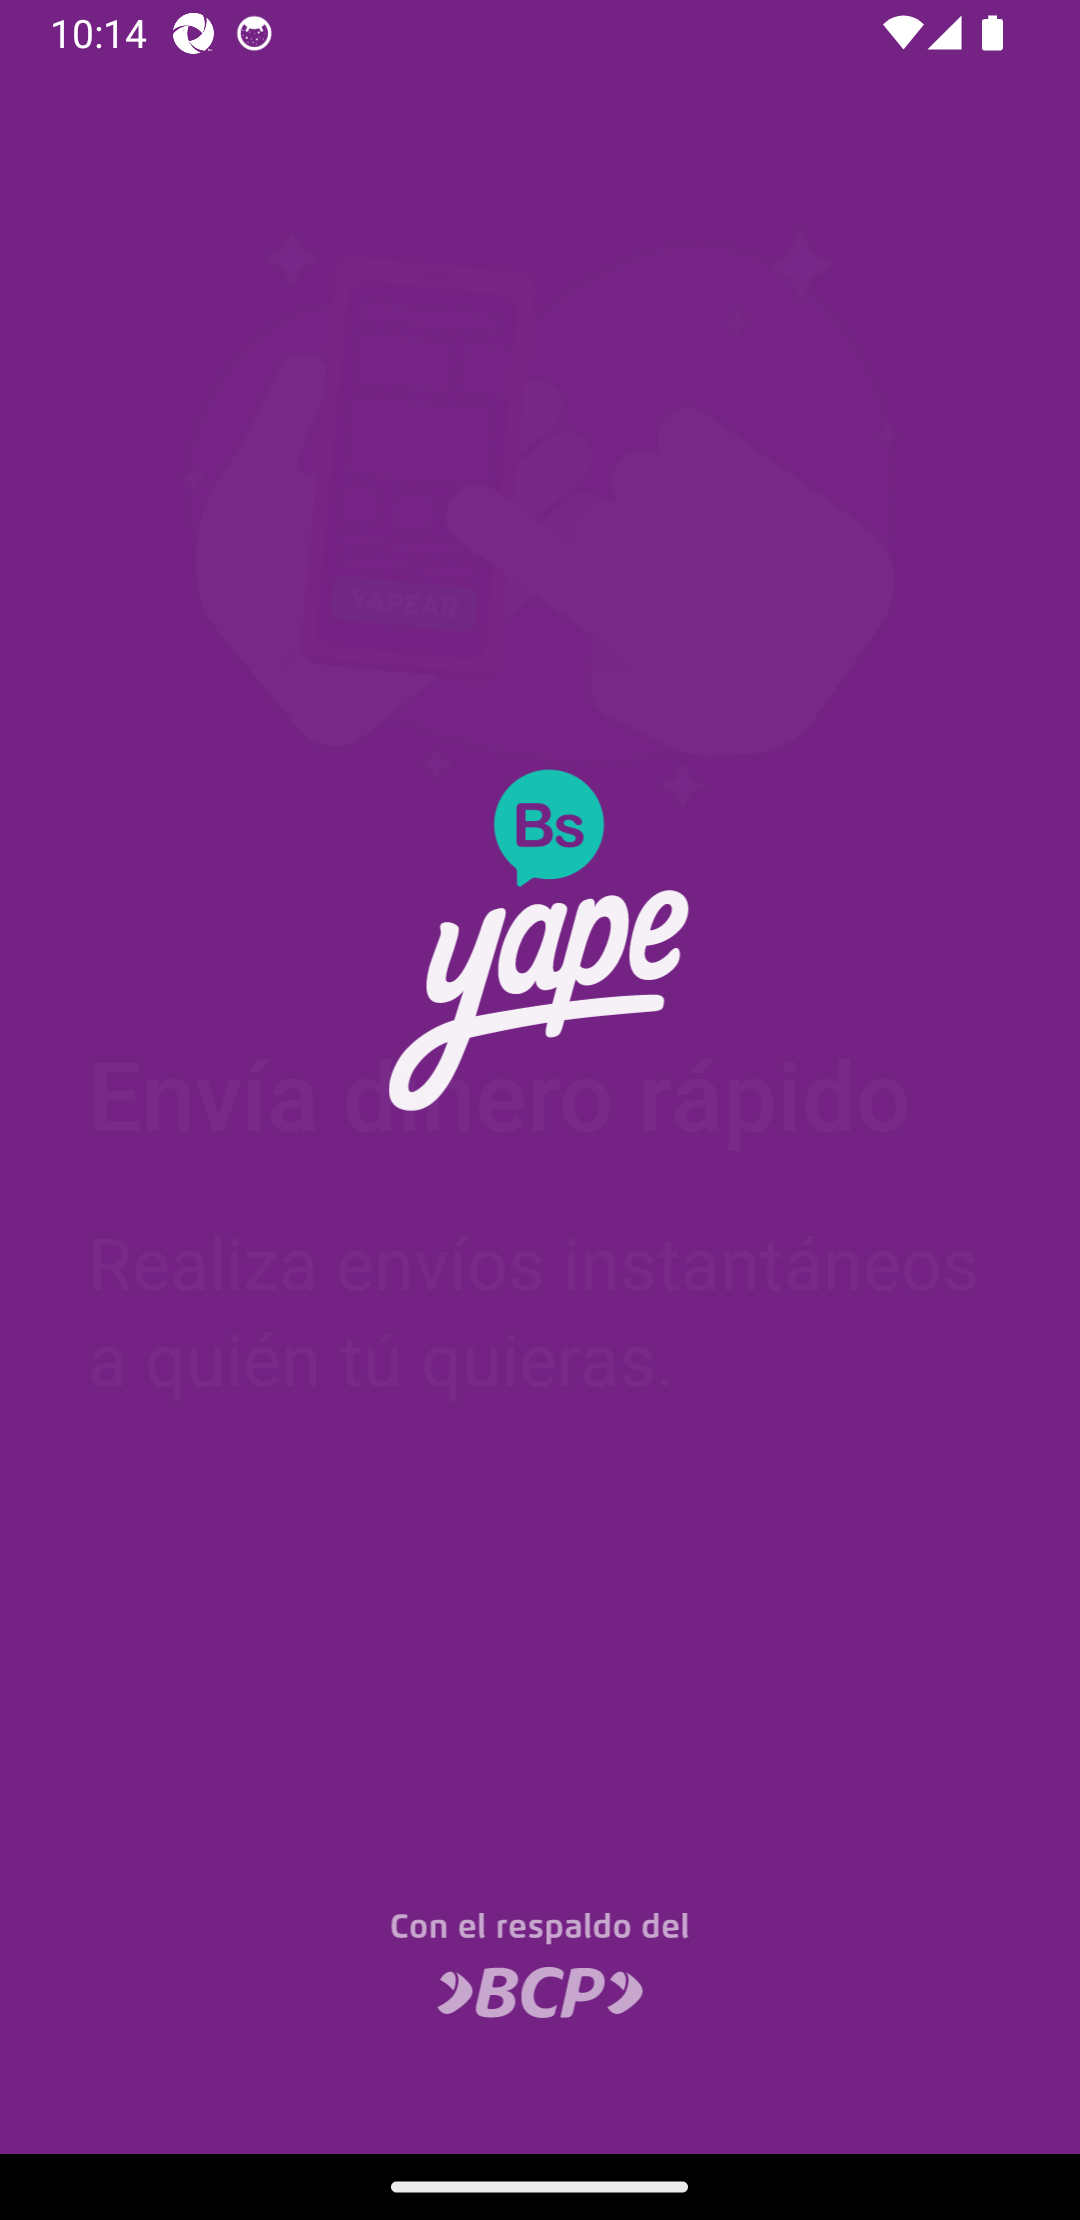 10:14
YAPEAR
Bs
yape
Envía dinero rápido
Realiza envíos instantáneos
a quién tú quieras.
Con el respaldo del
BCP